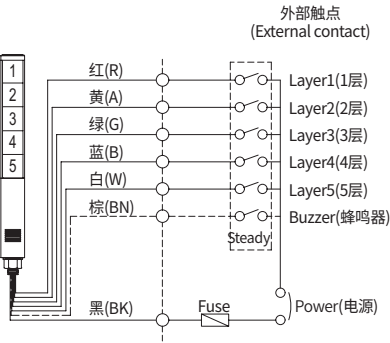 外部触点
(External contact)
1
2
3
4
5
红(R)
Layer1(1层)
黄(A)
Layer2(2层)
绿(G)
Layer3(3层)
蓝(B)
Layer4(4层)
白(W)
Layer5(5层)
棕(BN)
Buzzer(蜂鸣器)
Steady
黑(BK)
Fuse
Power(电源)